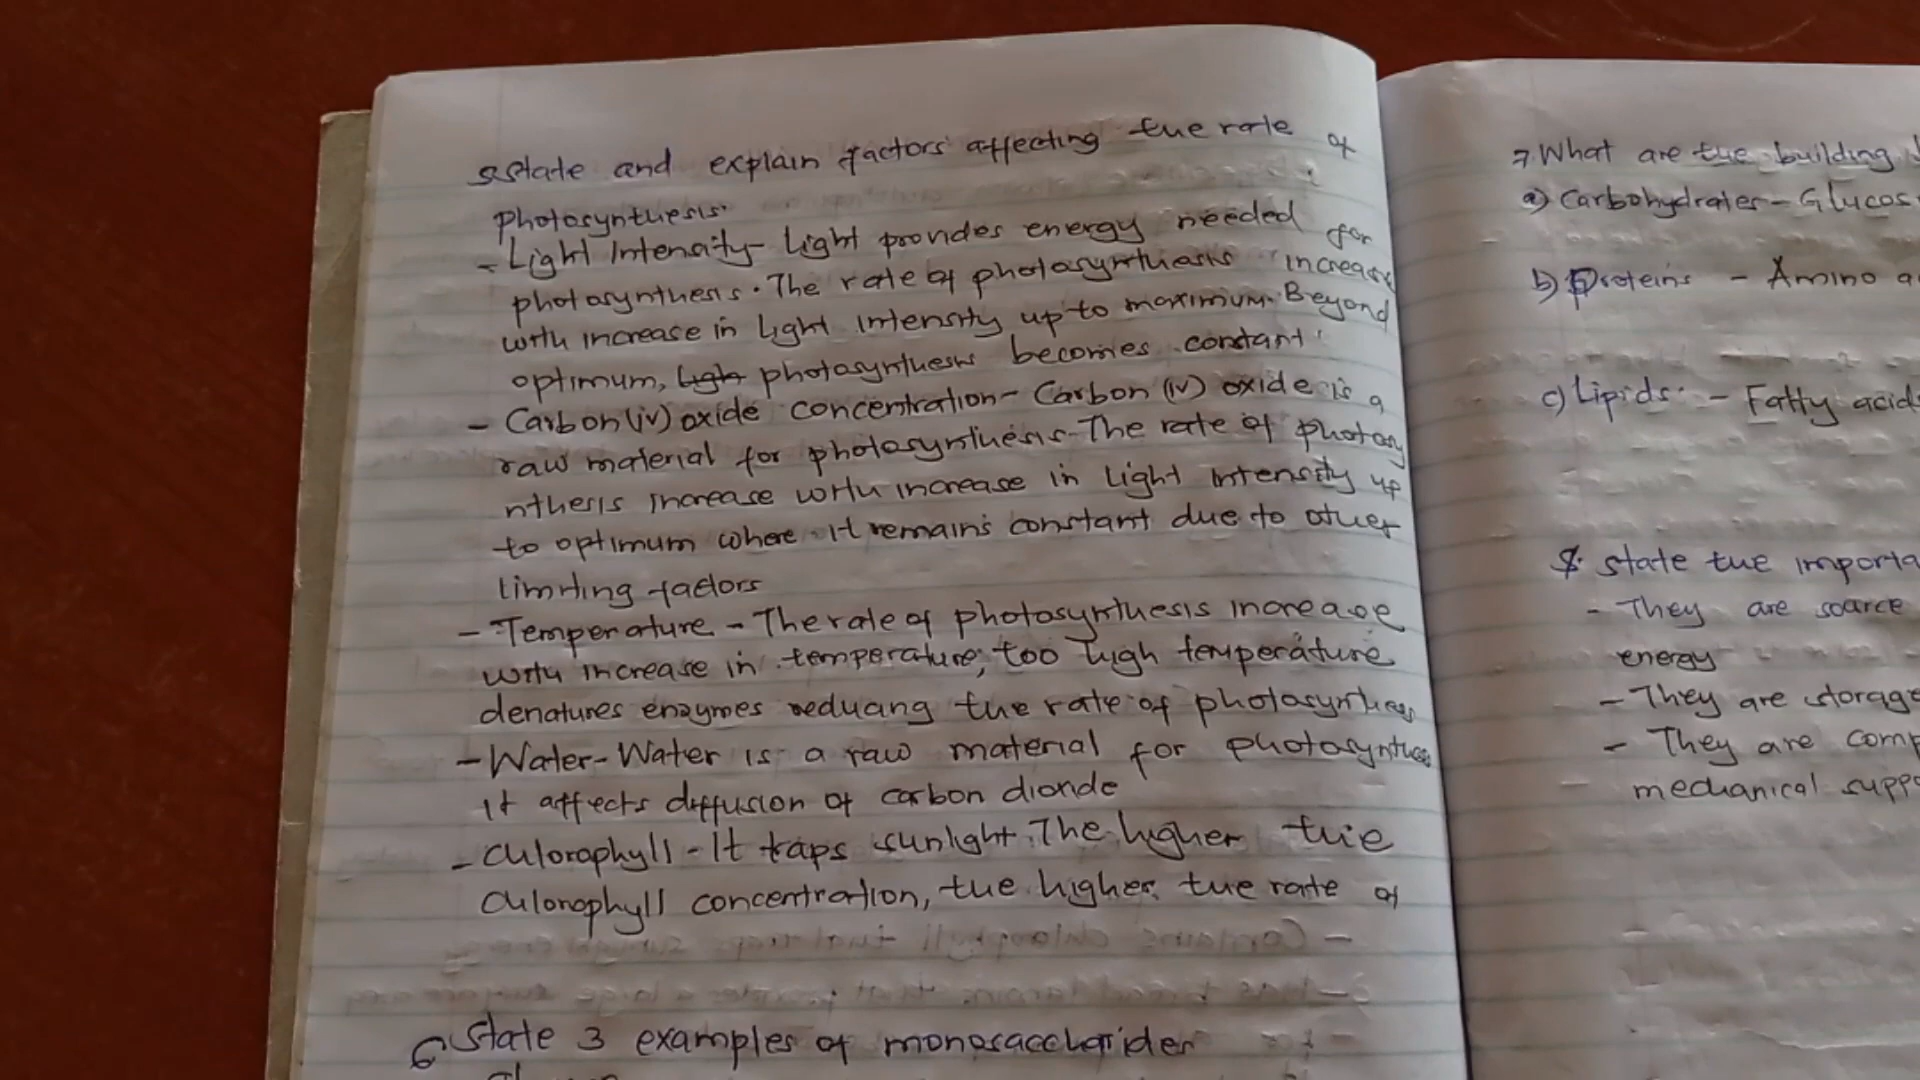 5. State and explain factors affecting the rate of
photosynthesis.
- Light Intensity - Light provides energy needed for
photosynthesis. The rate of photosynthesis increase
with increase in light intensity up to maximum. Beyond
optimum, ligh photosynthesis becomes constant.
- Carbon (iv) oxide concentration - Carbon (iv) oxide is a
raw material for photosynthesis. The rate of photosy
nthesis increase with increase in light intensity up
to optimum where it remains constant due to other
limiting factors
- Temperature - The rate of photosynthesis increase
with increase in temperature, too high temperature
denatures enzymes reducing the rate of photosynthesis
- Water - Water is a raw material for photosynthesis
it affects diffusion of carbon dioxide
- Chlorophyll - It traps sunlight. The higher the
chlorophyll concentration, the higher the rate of
6 State 3 examples of monosaccharides
7. What are the building
a) Carbohydrates - Glucos
b) Proteins - Amino a
c) Lipids - Fatty acids
8. State the importa
- They are source
energy
- They are storage
- They are comp
mechanical suppo